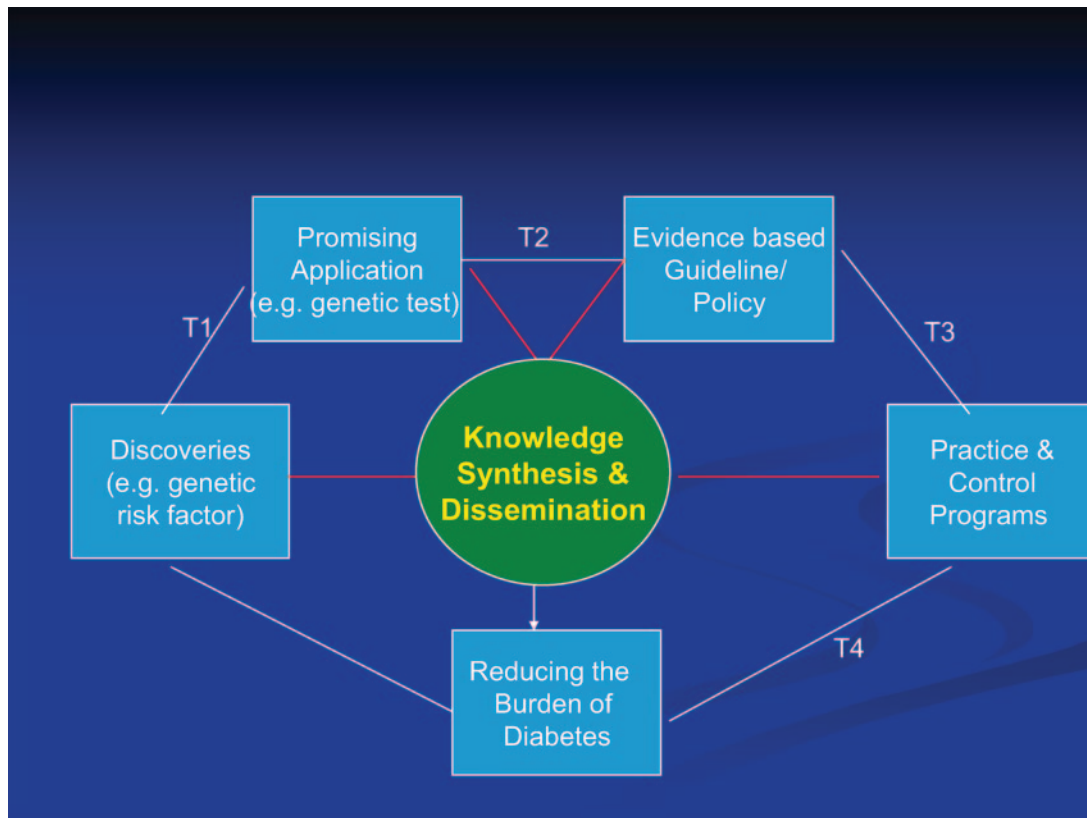 Promising
Application
(e.g. genetic test)
T2
Evidence based
Guideline/
Policy
T1
T3
Discoveries
(e.g. genetic
risk factor)
Knowledge
Synthesis &
Dissemination
Practice &
Control
Programs
T4
Reducing the
Burden of
Diabetes